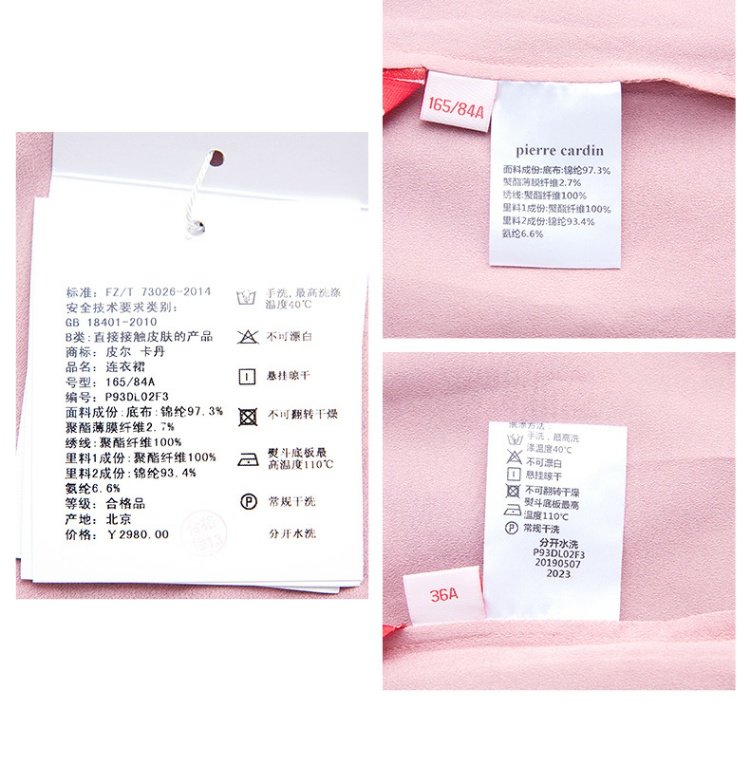 标准: FZ/T 73026-2014
安全技术要求类别:
GB 18401-2010
B类:直接接触皮肤的产品
商标: 皮尔 卡丹
品名: 连衣裙
号型: 165/84A
编号: P93DL02F3
面料成份:底布:锦纶97.3%
聚酯薄膜纤维2.7%
绣线:聚酯纤维100%
里料1成份:聚酯纤维100%
里料2成份:锦纶93.4%
氨纶6.6%
等级: 合格品
产地: 北京
价格: ¥2980.00
手洗,最高洗涤
温度40℃
不可漂白
悬挂晾干
不可翻转干燥
熨斗底板最
高温度110℃
P
常规干洗
分开水洗
165/84A
pierre cardin
面料成份:底布:锦纶97.3%
聚酯薄膜纤维2.7%
绣线:聚酯纤维100%
里料1成份:聚酯纤维100%
里料2成份:锦纶93.4%
氨纶6.6%
手洗,最高洗
涤温度40℃
不可漂白
悬挂晾干
不可翻转干燥
熨斗底板最高
温度110℃
P
常规干洗
分开水洗
P93DL02F3
20190507
2023
36A